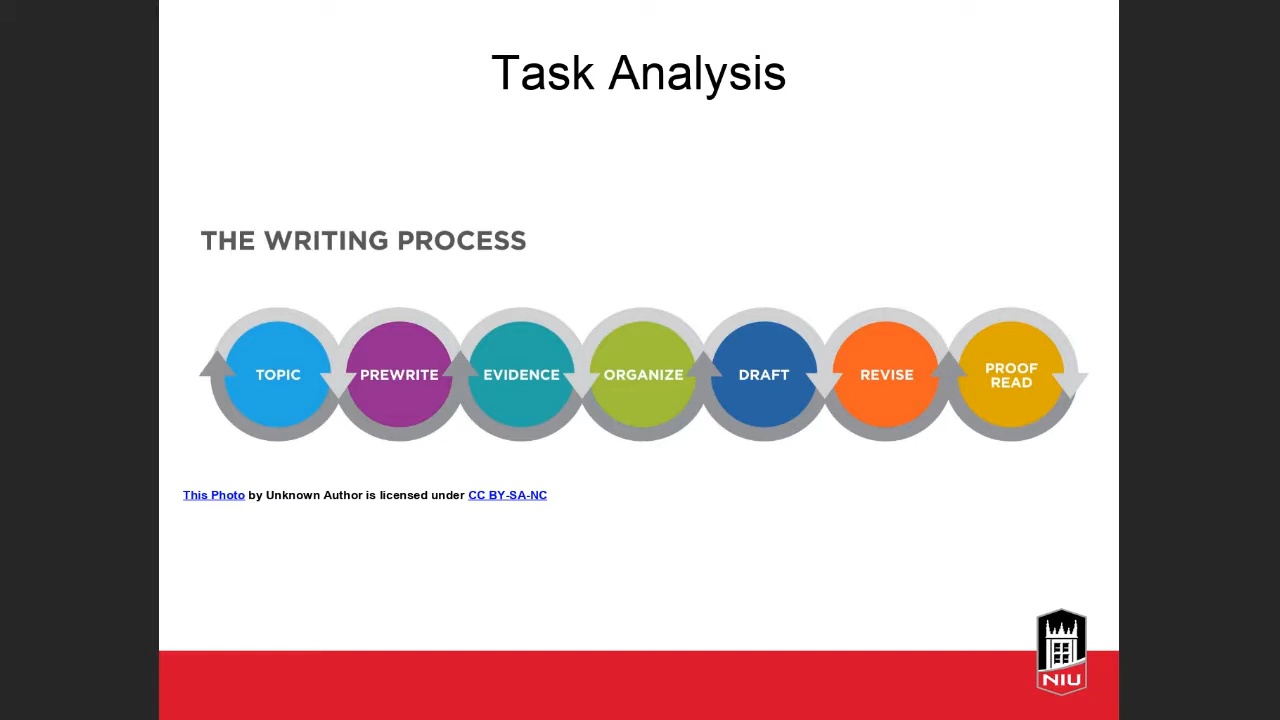 Task Analysis
THE WRITING PROCESS
TOPIC
PREWRITE
EVIDENCE
ORGANIZE
DRAFT
REVISE
PROOF
READ
This Photo by Unknown Author is licensed under CC BY-SA-NC
NIU